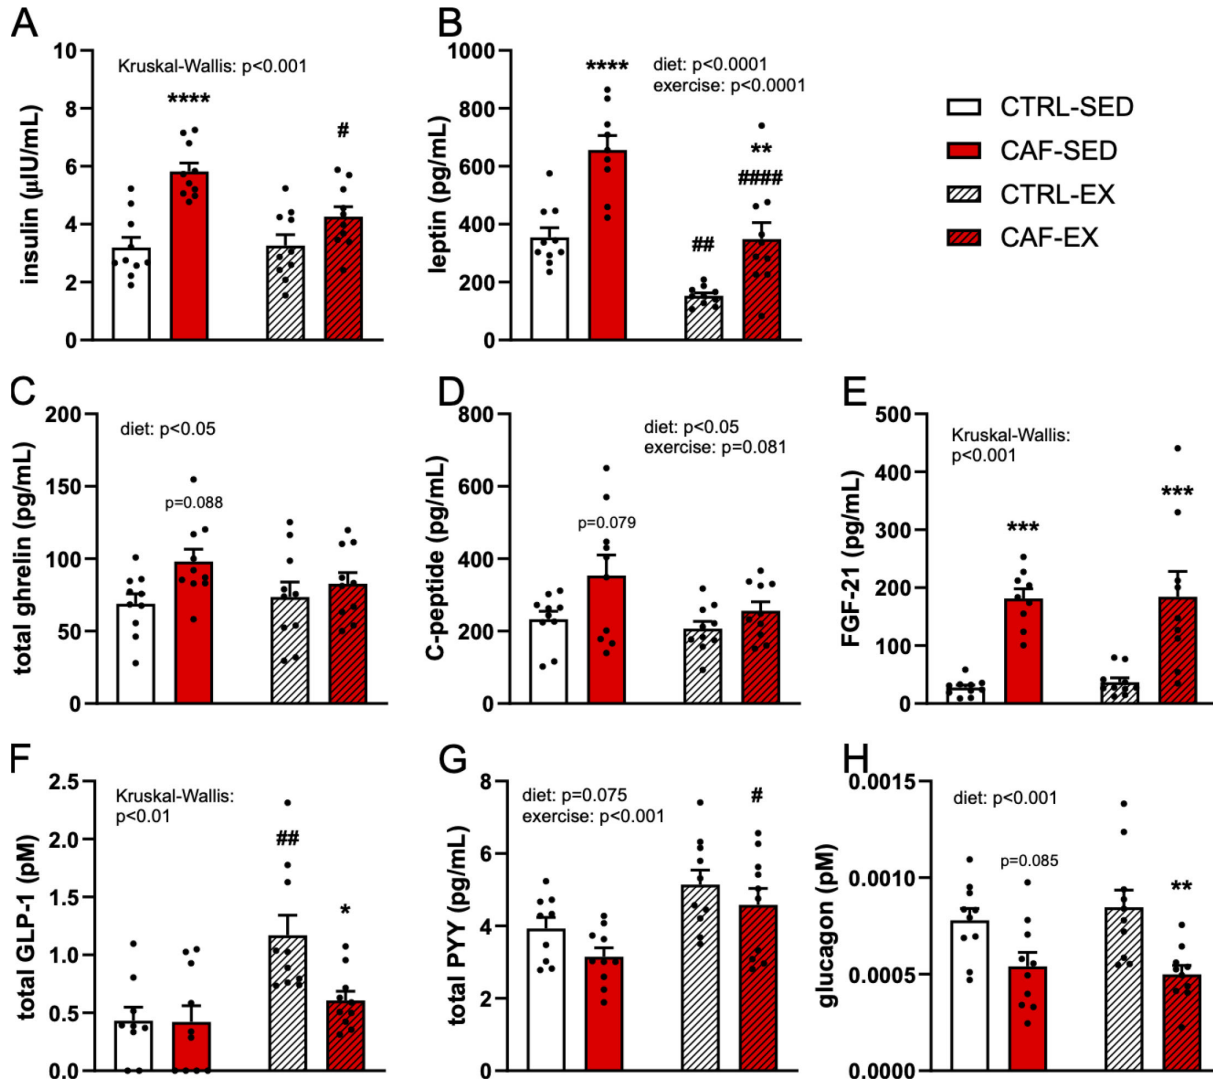 A
insulin (μIU/mL)
10
8
6
4
2
0
Kruskal-Wallis: p<0.001
****
#
B
leptin (pg/mL)
1000
800
600
400
200
0
****
diet: p<0.0001
exercise: p<0.0001
##
**
####
CTRL-SED
CAF-SED
CTRL-EX
CAF-EX
C
total ghrelin (pg/mL)
200
150
100
50
0
diet: p<0.05
p=0.088
D
C-peptide (pg/mL)
800
600
400
200
0
diet: p<0.05
exercise: p=0.081
p=0.079
E
FGF-21 (pg/mL)
500
400
300
200
100
0
Kruskal-Wallis:
p<0.001
***
***
F
total GLP-1 (pM)
2.5
2.0
1.5
1.0
0.5
0.0
Kruskal-Wallis:
p<0.01
##
*
G
total PYY (pg/mL)
8
6
4
2
0
diet: p=0.075
exercise: p<0.001
#
H
glucagon (pM)
0.0015
0.0010
0.0005
0.0000
diet: p<0.001
p=0.085
**